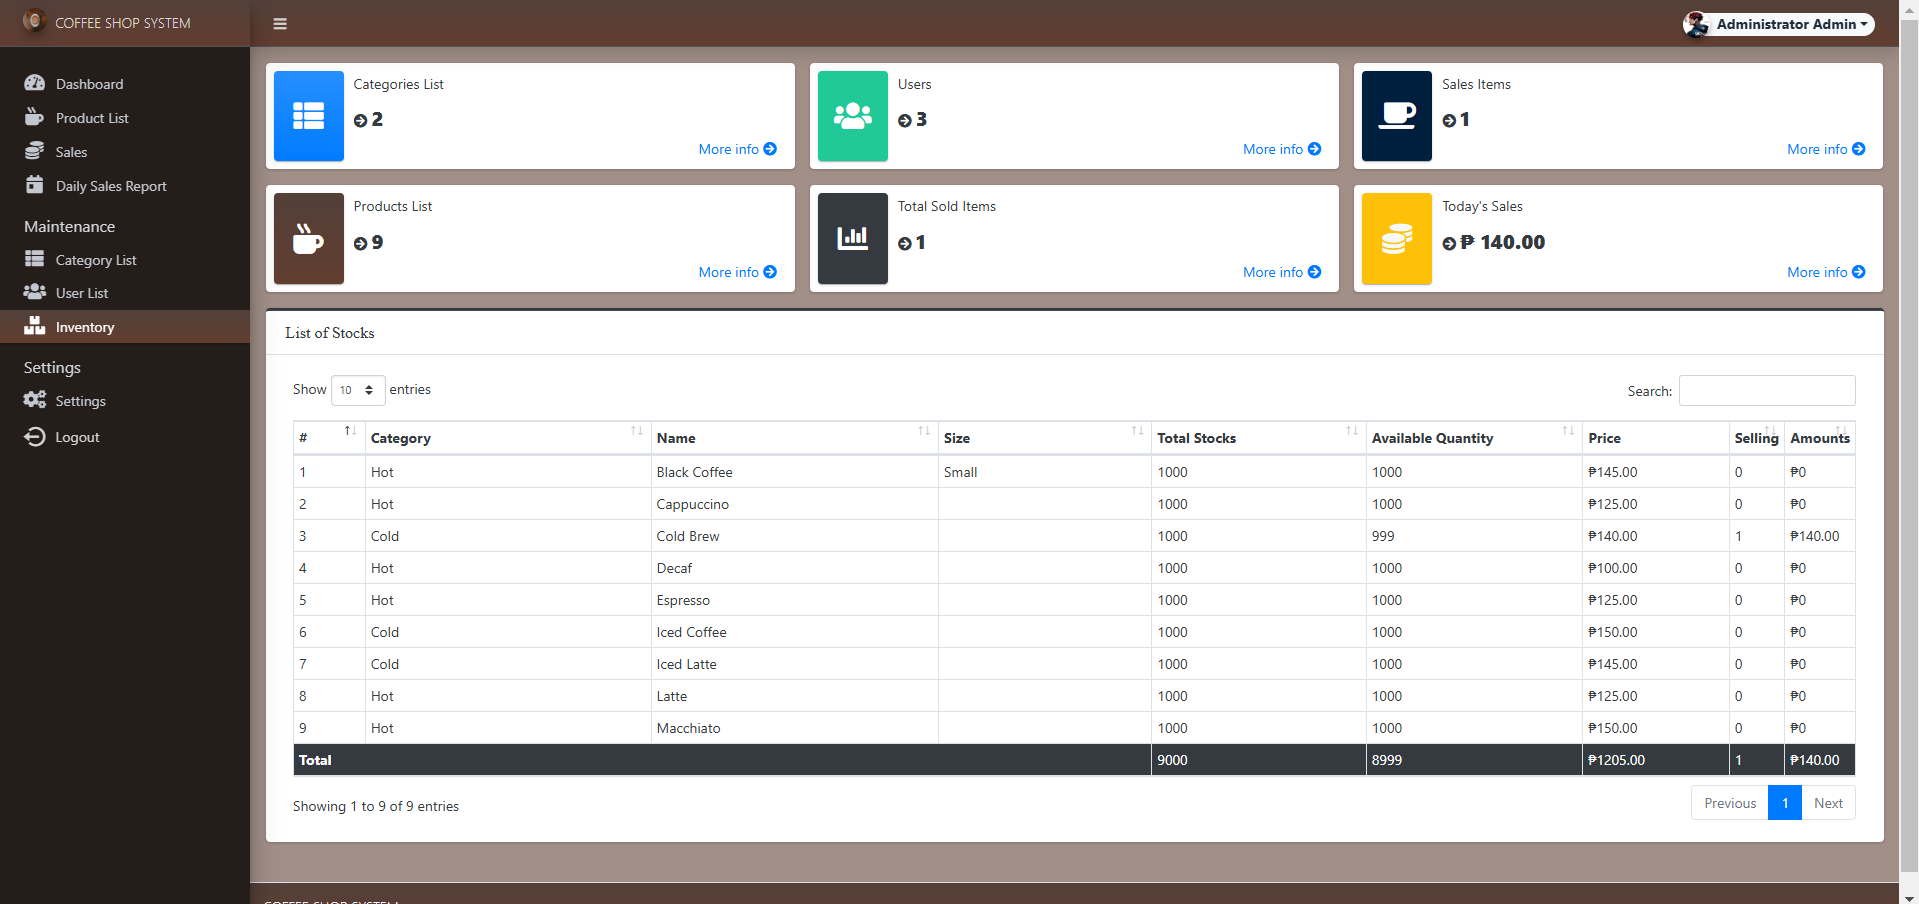 COFFEE SHOP SYSTEM
Administrator Admin
Dashboard
Product List
Sales
Daily Sales Report
Maintenance
Category List
User List
Inventory
Settings
Settings
Logout
Categories List
2
More info
Users
3
More info
Sales Items
1
More info
Products List
9
More info
Total Sold Items
1
More info
Today's Sales
₱ 140.00
More info
List of Stocks
Show 10 entries
Search:
# Category Name Size Total Stocks Available Quantity Price Selling Amounts
1 Hot Black Coffee Small 1000 1000 ₱145.00 0 ₱0
2 Hot Cappuccino 1000 1000 ₱125.00 0 ₱0
3 Cold Cold Brew 1000 999 ₱140.00 1 ₱140.00
4 Hot Decaf 1000 1000 ₱100.00 0 ₱0
5 Hot Espresso 1000 1000 ₱125.00 0 ₱0
6 Cold Iced Coffee 1000 1000 ₱150.00 0 ₱0
7 Cold Iced Latte 1000 1000 ₱145.00 0 ₱0
8 Hot Latte 1000 1000 ₱125.00 0 ₱0
9 Hot Macchiato 1000 1000 ₱150.00 0 ₱0
Total 9000 8999 ₱1205.00 1 ₱140.00
Showing 1 to 9 of 9 entries
Previous 1 Next
COFFEE SHOP SYSTEM